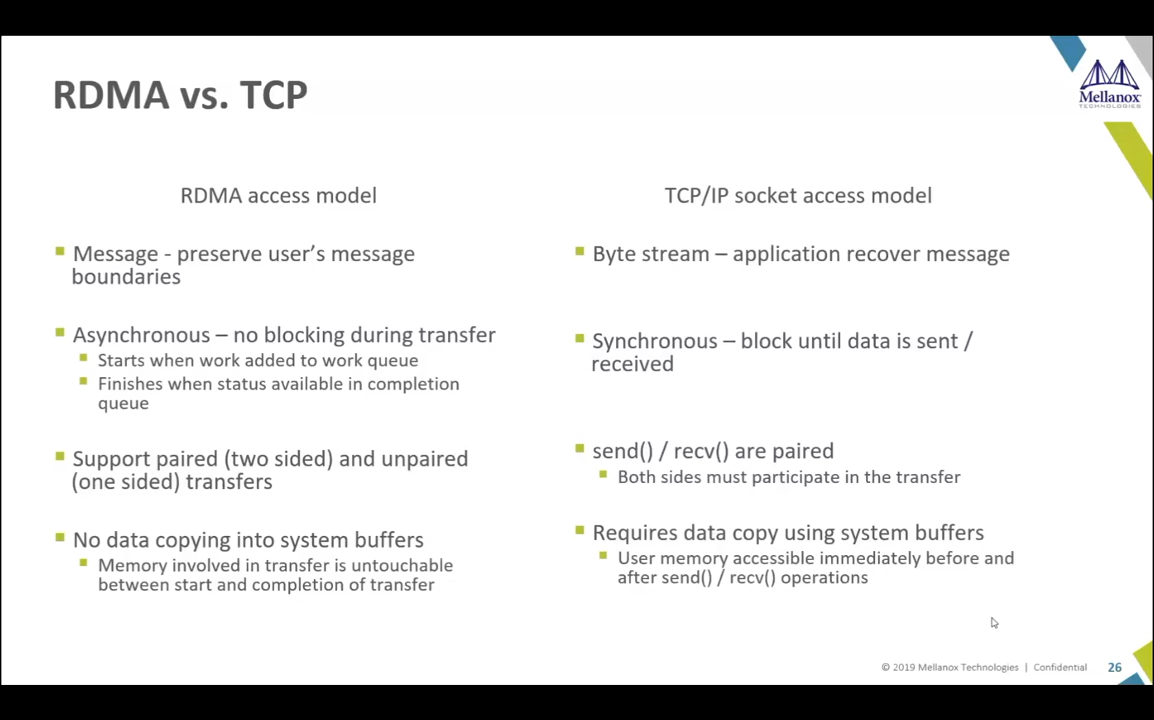 RDMA vs. TCP
Mellanox
TECHNOLOGIES
RDMA access model
Message - preserve user's message
boundaries
Asynchronous – no blocking during transfer
Starts when work added to work queue
Finishes when status available in completion
queue
Support paired (two sided) and unpaired
(one sided) transfers
No data copying into system buffers
Memory involved in transfer is untouchable
between start and completion of transfer
TCP/IP socket access model
Byte stream – application recover message
Synchronous – block until data is sent /
received
send() / recv() are paired
Both sides must participate in the transfer
Requires data copy using system buffers
User memory accessible immediately before and
after send() / recv() operations
© 2019 Mellanox Technologies | Confidential 26